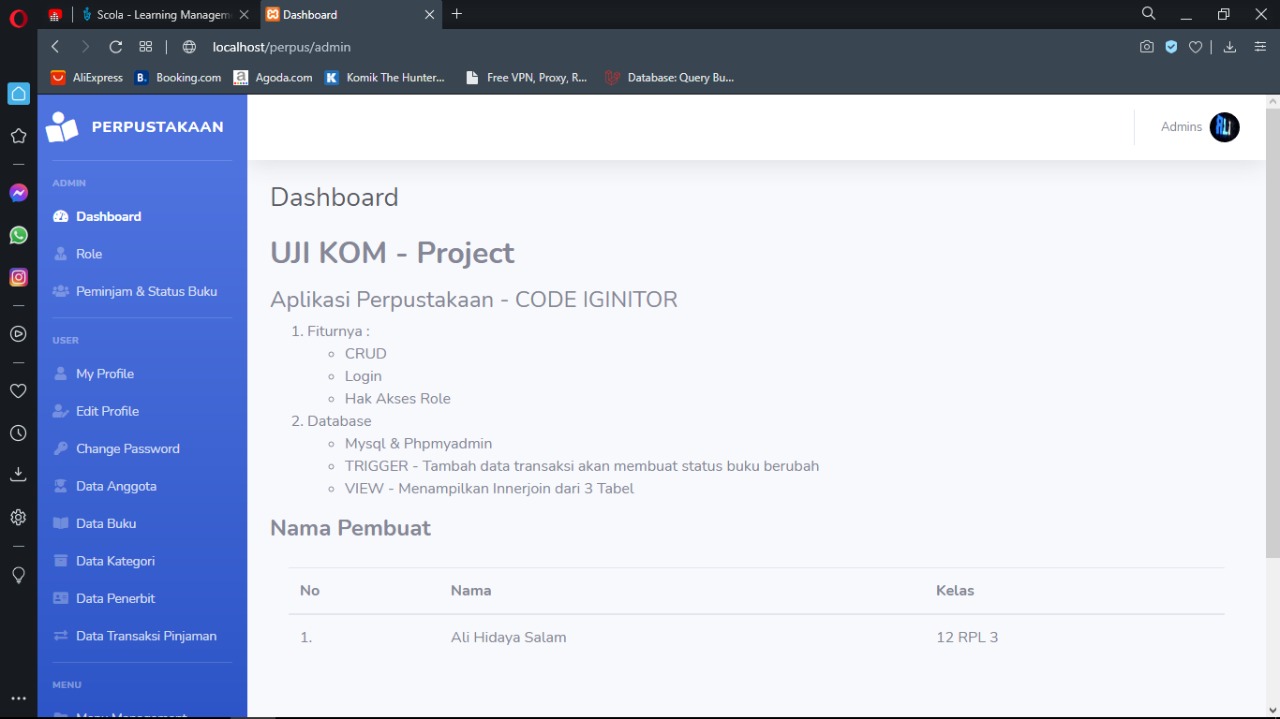 Scola - Learning Managem
Dashboard
localhost/perpus/admin
AliExpress
Booking.com
Agoda.com
Komik The Hunter...
Free VPN, Proxy, R...
Database: Query Bu...
PERPUSTAKAAN
Admins
ADMIN
Dashboard
Role
Peminjam & Status Buku
USER
My Profile
Edit Profile
Change Password
Data Anggota
Data Buku
Data Kategori
Data Penerbit
Data Transaksi Pinjaman
MENU
Menu Management
Dashboard
UJI KOM - Project
Aplikasi Perpustakaan - CODE IGINITOR
1. Fiturnya :
CRUD
Login
Hak Akses Role
2. Database
Mysql & Phpmyadmin
TRIGGER - Tambah data transaksi akan membuat status buku berubah
VIEW - Menampilkan Innerjoin dari 3 Tabel
Nama Pembuat
No Nama Kelas
1. Ali Hidaya Salam 12 RPL 3